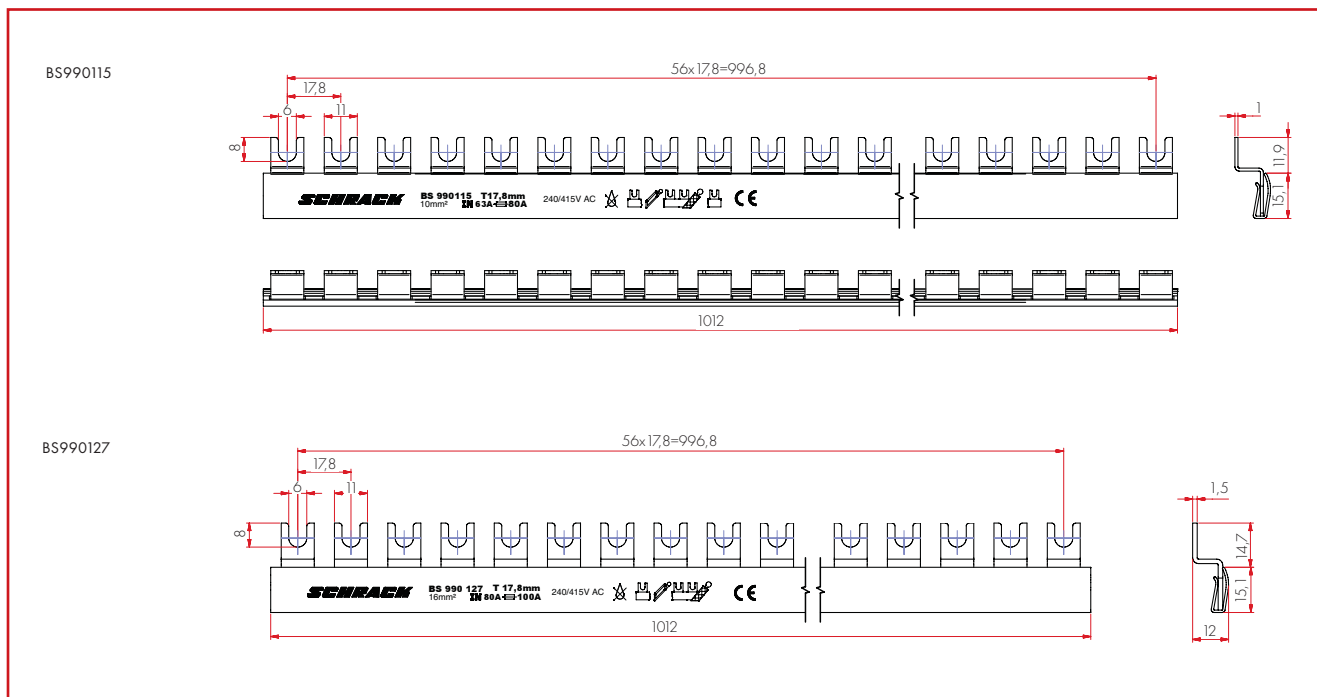 BS990115
56x17,8=996,8
17,8
6
11
8
1
11,9
15,1
SCHRACK
BS 990115 T17,8mm
10mm² IN 63A 80A
240/415V AC
CE
1012
BS990127
56x17,8=996,8
17,8
6
11
8
1,5
14,7
15,1
12
SCHRACK
BS 990 127 T 17,8mm
16mm² IN 80A 100A
240/415V AC
CE
1012